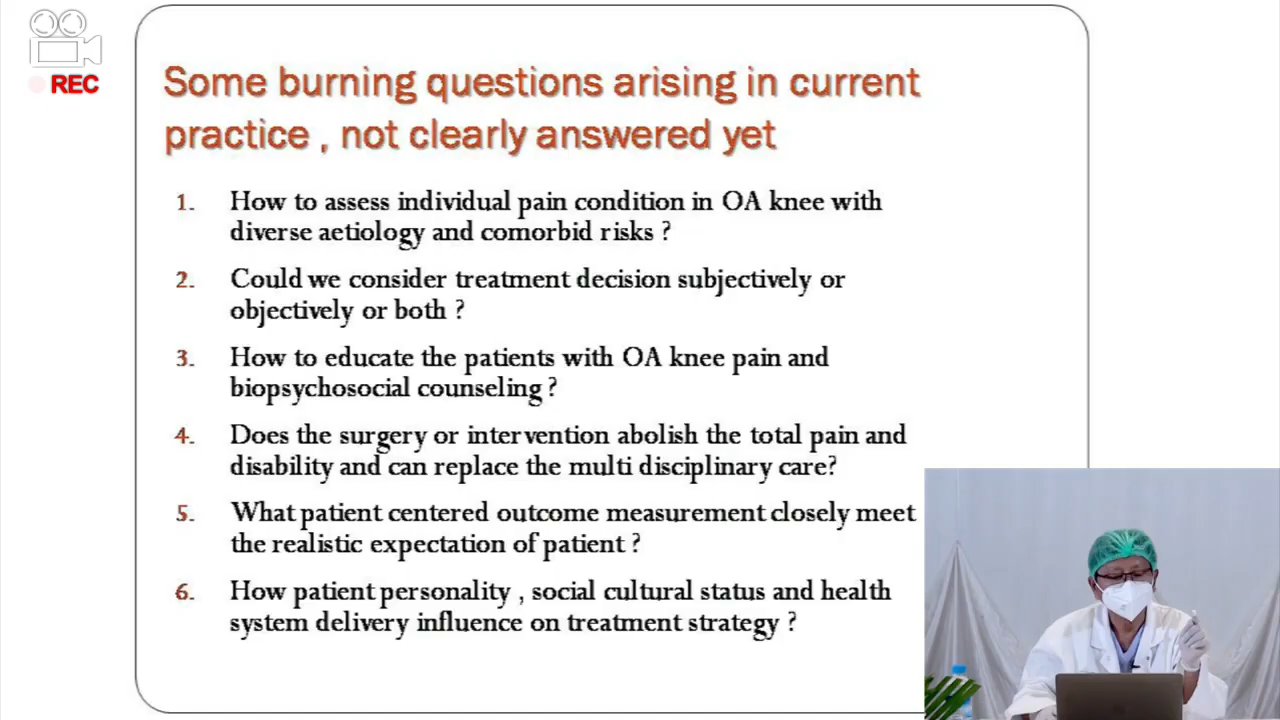 REC
Some burning questions arising in current
practice , not clearly answered yet
1. How to assess individual pain condition in OA knee with
diverse aetiology and comorbid risks ?
2. Could we consider treatment decision subjectively or
objectively or both ?
3. How to educate the patients with OA knee pain and
biopsychosocial counseling ?
4. Does the surgery or intervention abolish the total pain and
disability and can replace the multi disciplinary care?
5. What patient centered outcome measurement closely meet
the realistic expectation of patient ?
6. How patient personality , social cultural status and health
system delivery influence on treatment strategy ?